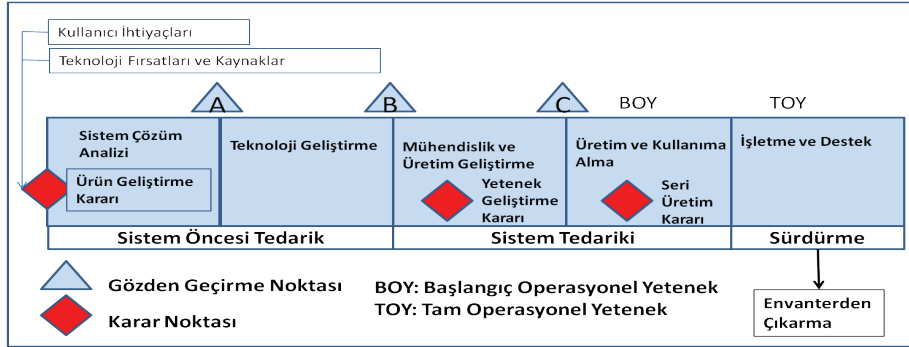 Kullanıcı İhtiyaçları
Teknoloji Fırsatları ve Kaynaklar
A
B
C
BOY
TOY
Sistem Çözüm
Analizi
Ürün Geliştirme
Kararı
Teknoloji Geliştirme
Mühendislik ve
Üretim Geliştirme
Yetenek
Geliştirme
Kararı
Üretim ve Kullanıma
Alma
Seri
Üretim
Kararı
İşletme ve Destek
Sistem Öncesi Tedarik
Sistem Tedariki
Sürdürme
Gözden Geçirme Noktası
Karar Noktası
BOY: Başlangıç Operasyonel Yetenek
TOY: Tam Operasyonel Yetenek
Envanterden
Çıkarma